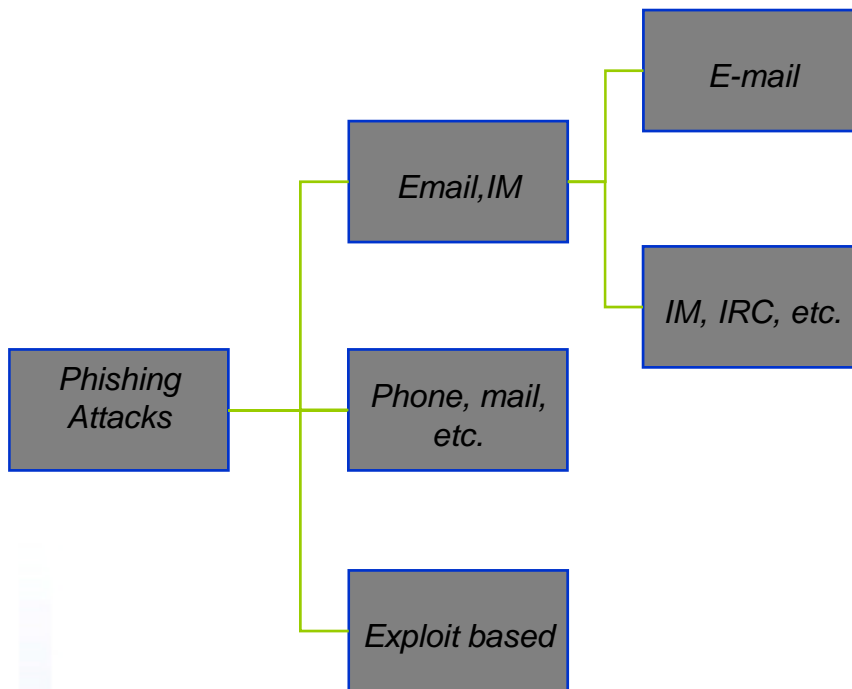 E-mail
Email,IM
IM, IRC, etc.
Phishing
Attacks
Phone, mail,
etc.
Exploit based